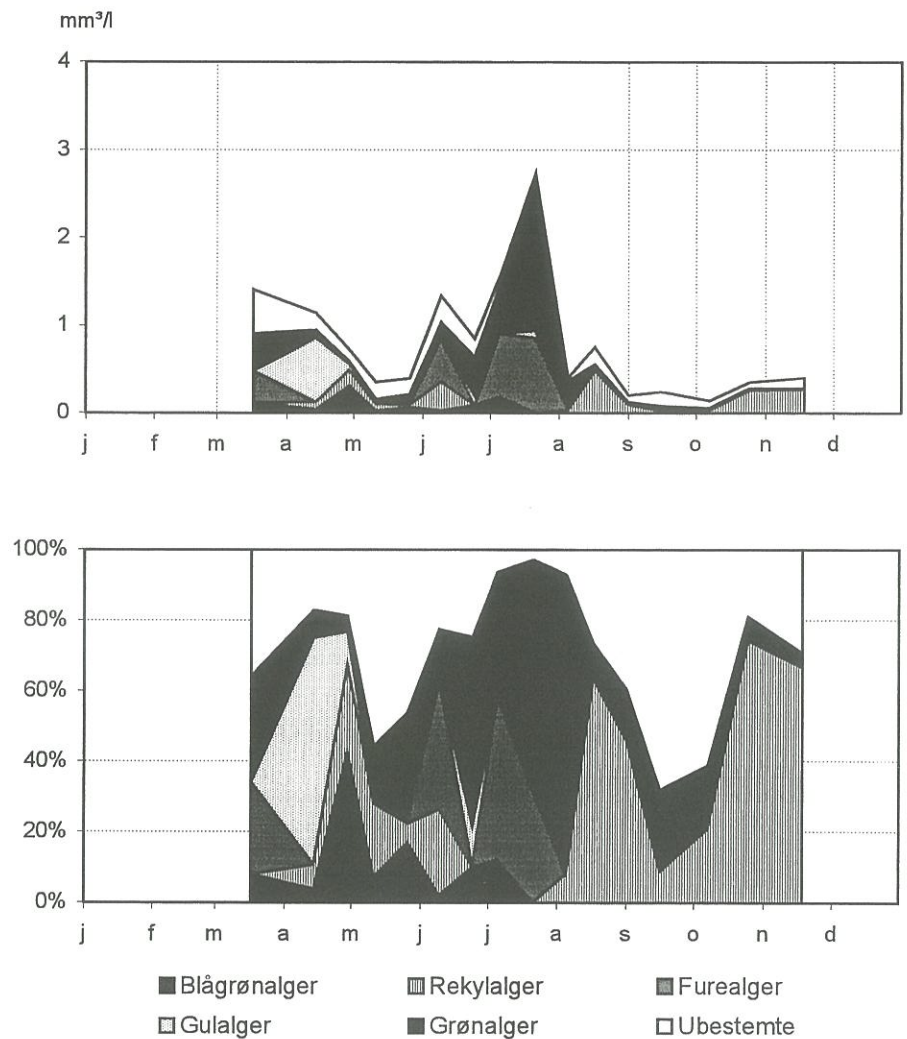 mm³/l
4
3
2
1
0
j f m a m j j a s o n d
100%
80%
60%
40%
20%
0%
j f m a m j j a s o n d
Blågrønalger Rekylalger Furealger
Gulalger Grønalger Ubestemte